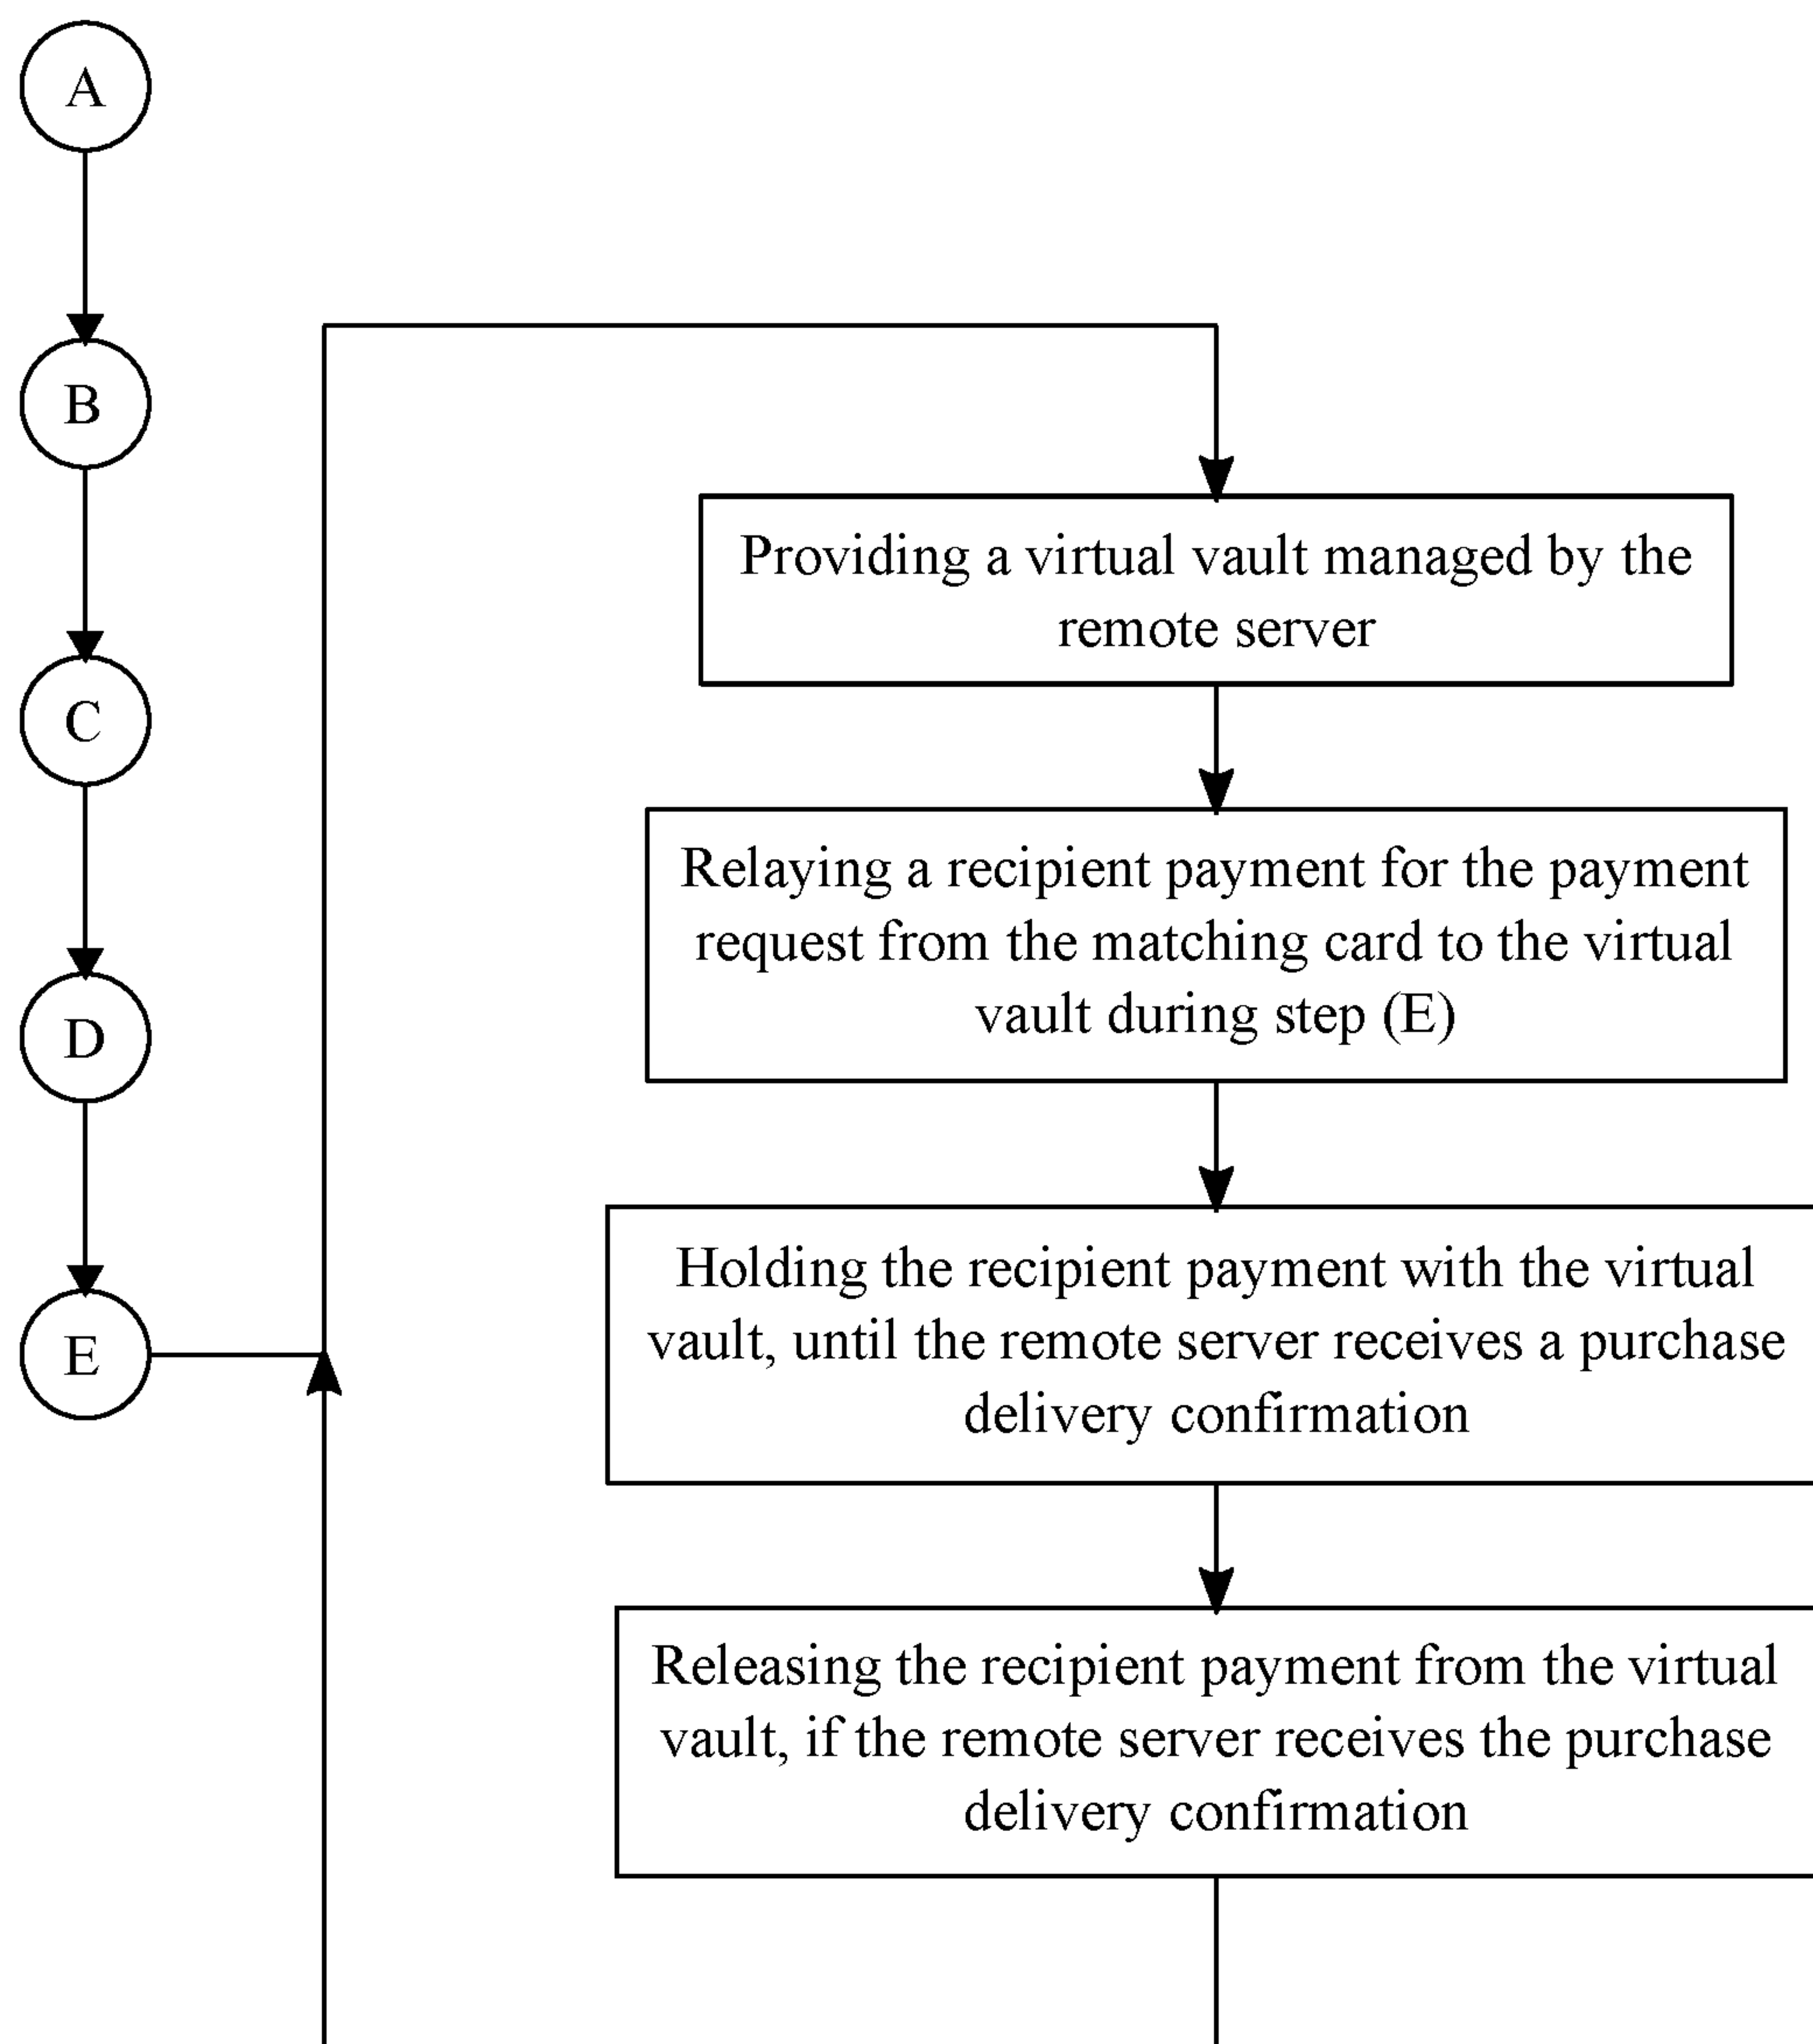 A
B
C
D
E
Providing a virtual vault managed by the
remote server
Relaying a recipient payment for the payment
request from the matching card to the virtual
vault during step (E)
Holding the recipient payment with the virtual
vault, until the remote server receives a purchase
delivery confirmation
Releasing the recipient payment from the virtual
vault, if the remote server receives the purchase
delivery confirmation